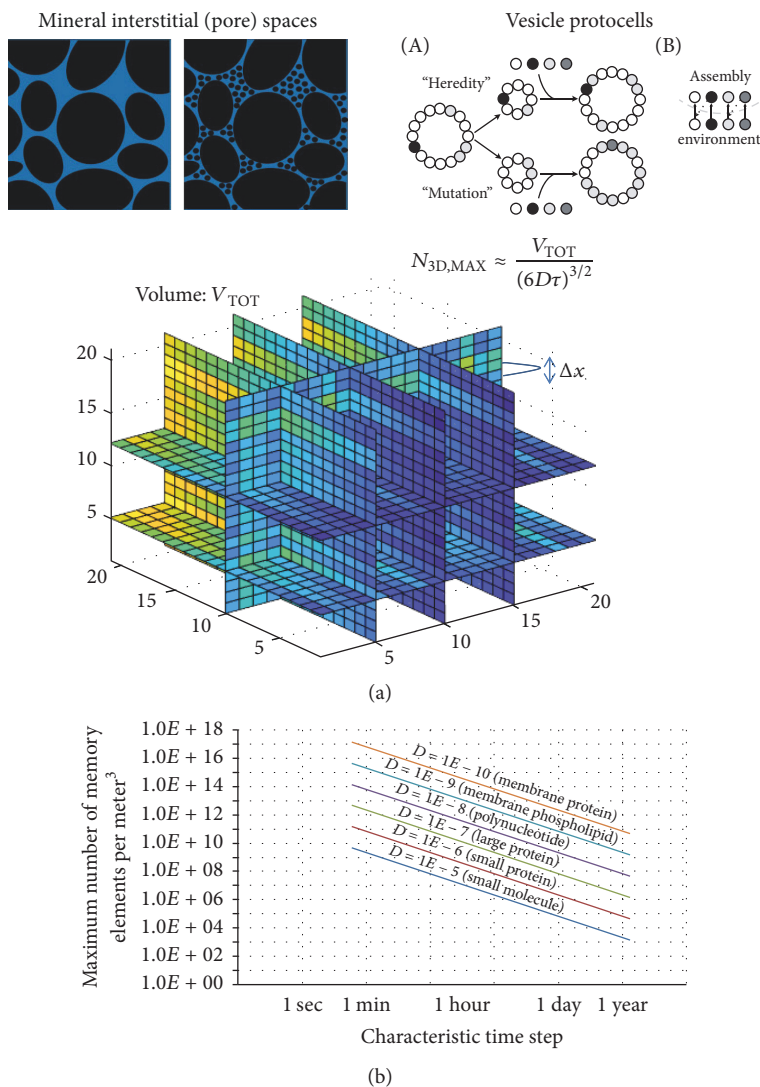 Mineral interstitial (pore) spaces
Vesicle protocells
(A)
(B)
"Heredity"
"Mutation"
Assembly
environment
N3D,MAX ≈ VTOT / (6Dτ)^3/2
Volume: VTOT
Δx
20
15
10
5
20
15
10
5
5
10
15
20
(a)
Maximum number of memory
elements per meter³
1.0E + 18
1.0E + 16
1.0E + 14
1.0E + 12
1.0E + 10
1.0E + 08
1.0E + 06
1.0E + 04
1.0E + 02
1.0E + 00
D = 1E − 10 (membrane protein)
D = 1E − 9 (membrane phospholipid)
D = 1E − 8 (polynucleotide)
D = 1E − 7 (large protein)
D = 1E − 6 (small protein)
D = 1E − 5 (small molecule)
1 sec
1 min
1 hour
1 day
1 year
Characteristic time step
(b)